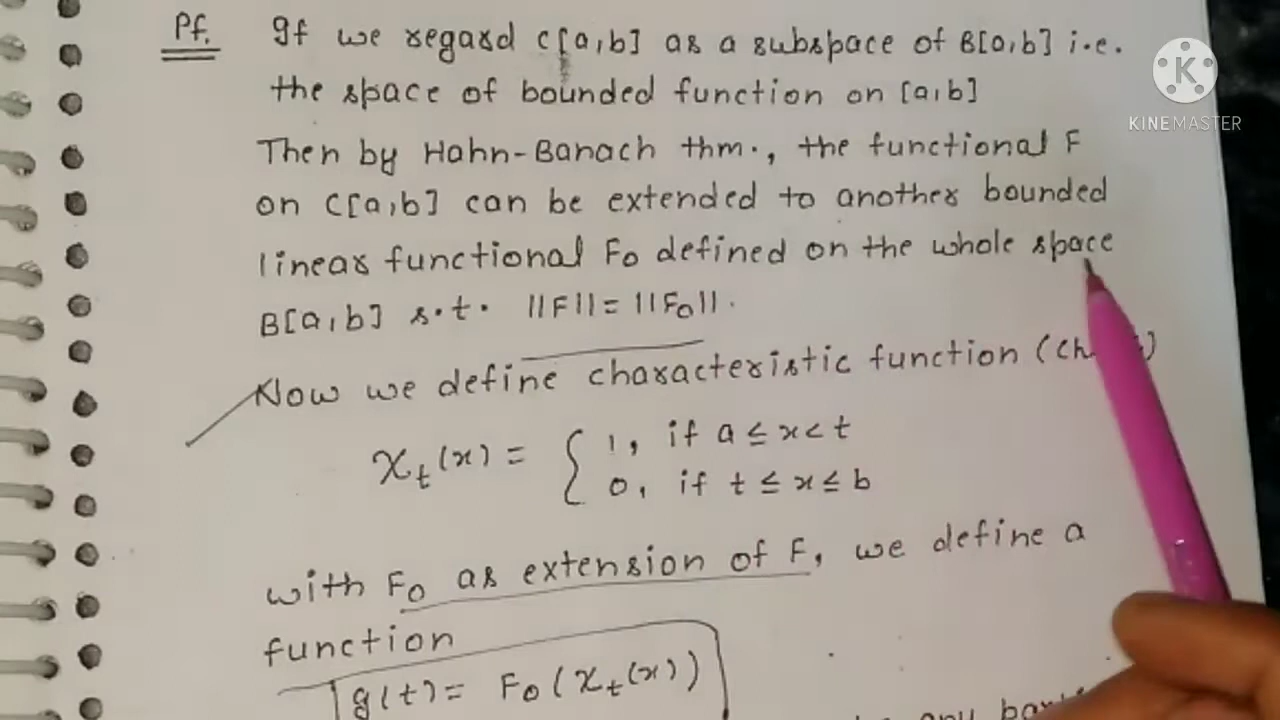 Pf. If we regard C[a,b] as a subspace of B[a,b] i.e.
the space of bounded function on [a,b]
Then by Hahn-Banach thm., the functional F
on C[a,b] can be extended to another bounded
linear functional F₀ defined on the whole space
B[a,b] s.t. ||F|| = ||F₀||.
Now we define characteristic function
χₜ(x) = { 1, if a ≤ x < t
0, if t ≤ x ≤ b
with F₀ as extension of F, we define a
function
g(t) = F₀(χₜ(x))
any
K
KINEMASTER